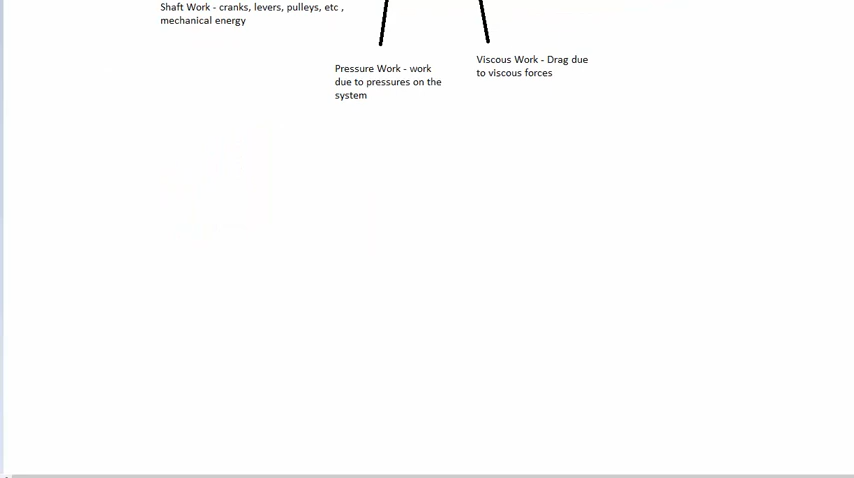 Shaft Work - cranks, levers, pulleys, etc ,
mechanical energy
Pressure Work - work
due to pressures on the
system
Viscous Work - Drag due
to viscous forces